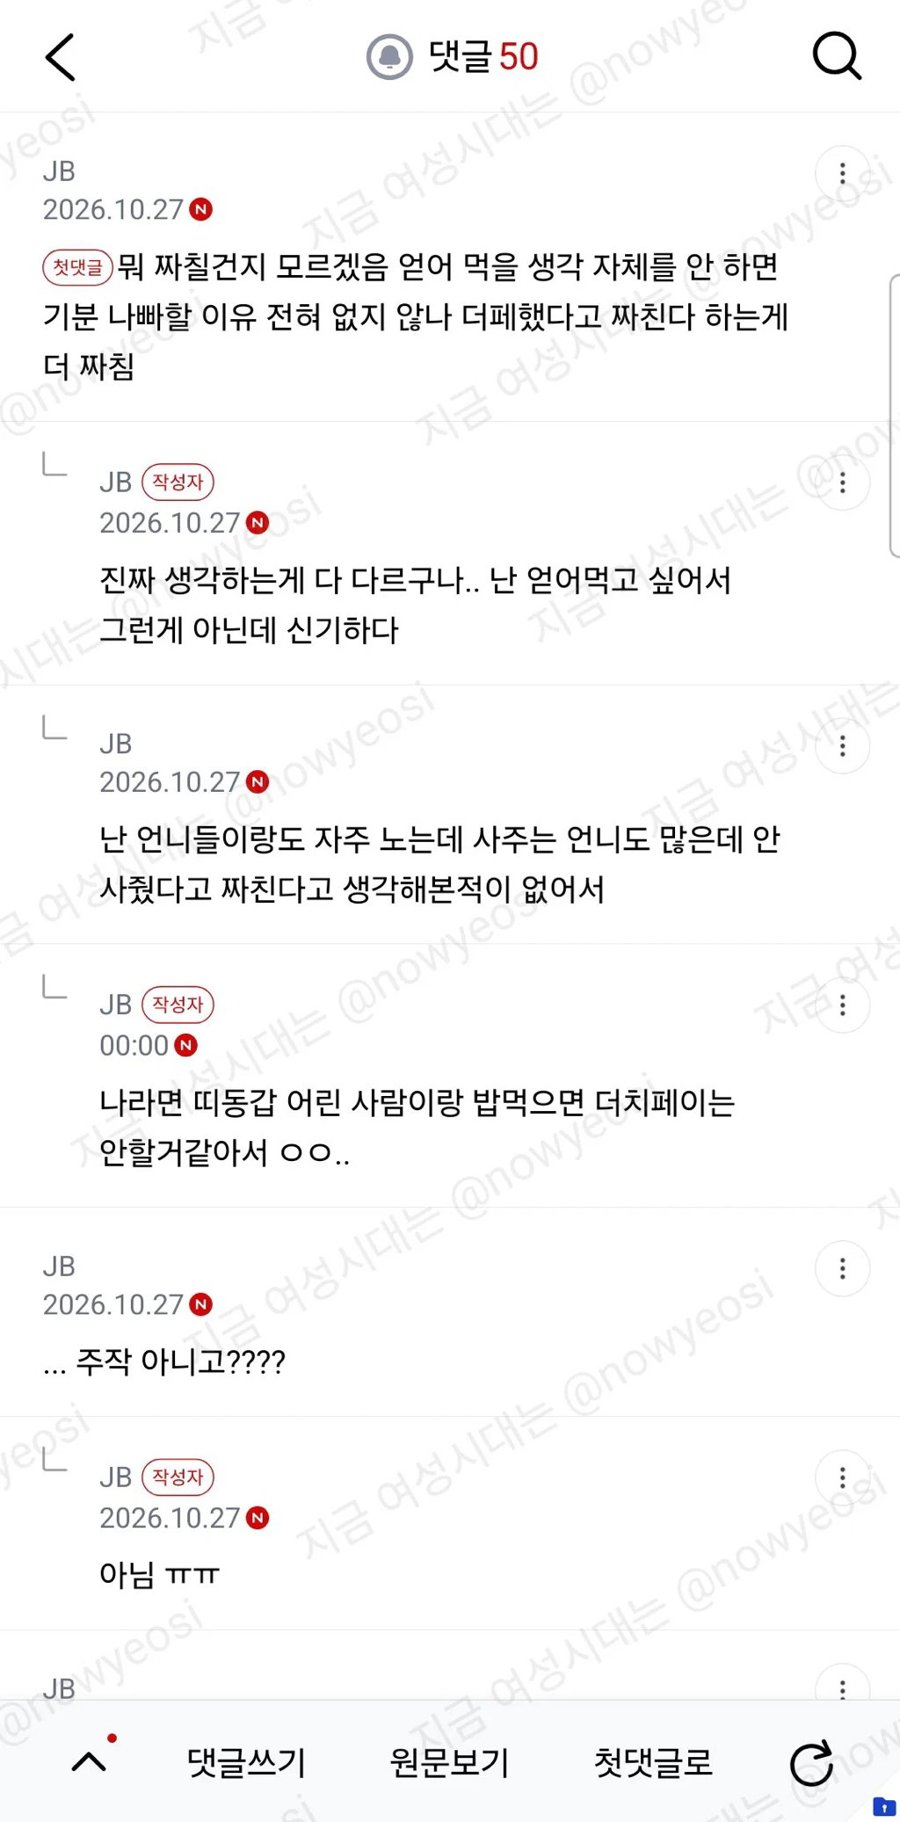 댓글 50
JB
2026.10.27 N
첫댓글 뭐 짜칠건지 모르겠음 얻어 먹을 생각 자체를 안 하면
기분 나빠할 이유 전혀 없지 않나 더페했다고 짜친다 하는게
더 짜침
JB 작성자
2026.10.27 N
진짜 생각하는게 다 다르구나.. 난 얻어먹고 싶어서
그런게 아닌데 신기하다
JB
2026.10.27 N
난 언니들이랑도 자주 노는데 사주는 언니도 많은데 안
사줬다고 짜친다고 생각해본적이 없어서
JB 작성자
00:00 N
나라면 띠동갑 어린 사람이랑 밥먹으면 더치페이는
안할거같아서 ㅇㅇ..
JB
2026.10.27 N
... 주작 아니고????
JB 작성자
2026.10.27 N
아님 ㅠㅠ
JB
댓글쓰기 원문보기 첫댓글로
지금 여성시대는 @nowyeosi